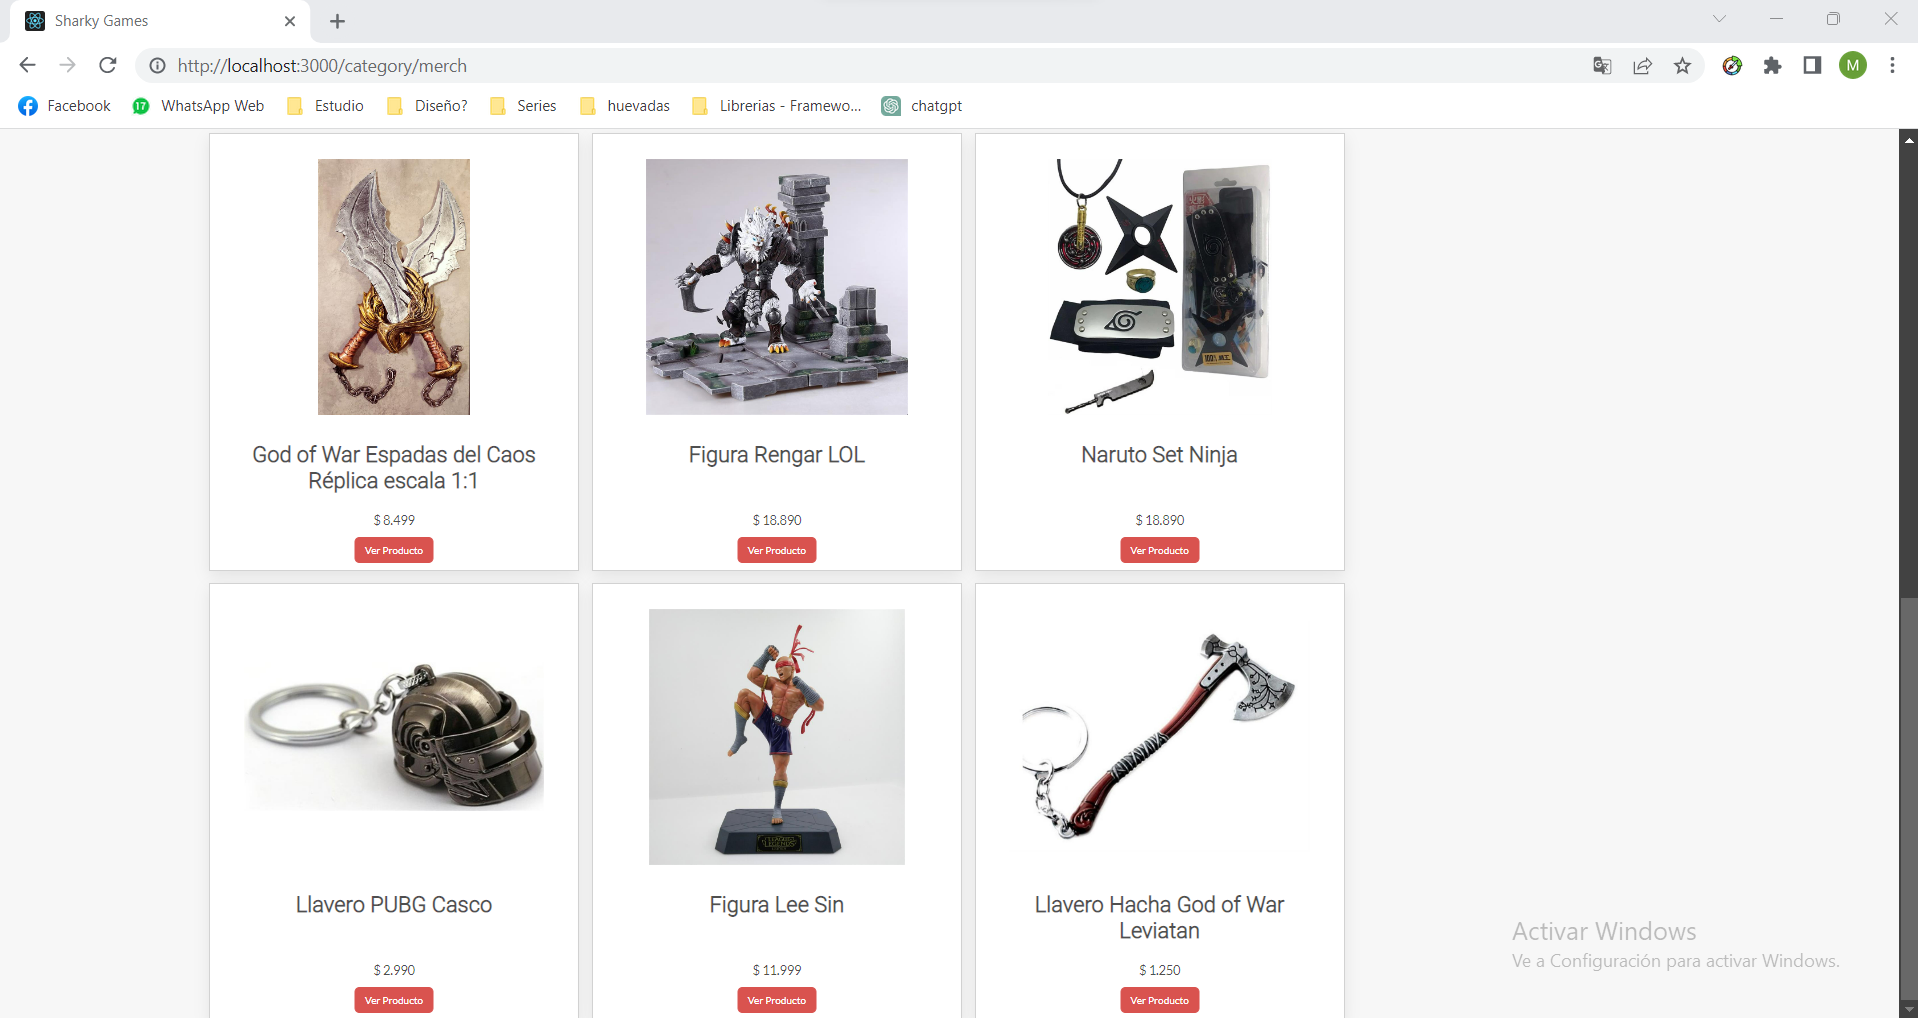 Sharky Games
http://localhost:3000/category/merch
M
Facebook
17
WhatsApp Web
Estudio
Diseño?
Series
huevadas
Librerias - Framewo...
chatgpt
God of War Espadas del Caos
Réplica escala 1:1
$ 8.499
Ver Producto
Figura Rengar LOL
$ 18.890
Ver Producto
Naruto Set Ninja
$ 18.890
Ver Producto
Llavero PUBG Casco
$ 2.990
Ver Producto
LEGENDS
Figura Lee Sin
$ 11.999
Ver Producto
Llavero Hacha God of War
Leviatan
$ 1.250
Ver Producto
Activar Windows
Ve a Configuración para activar Windows.